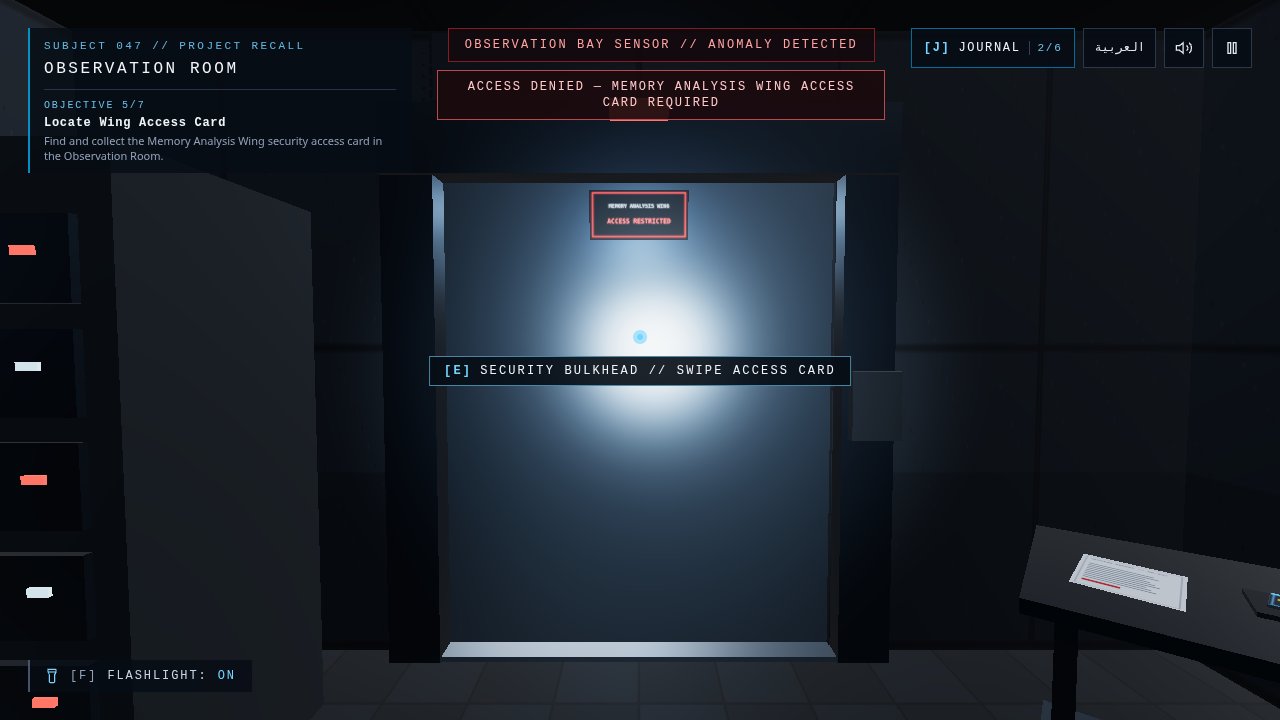 SUBJECT 047 // PROJECT RECALL
OBSERVATION ROOM
OBJECTIVE 5/7
Locate Wing Access Card
Find and collect the Memory Analysis Wing security access card in
the Observation Room.
OBSERVATION BAY SENSOR // ANOMALY DETECTED
ACCESS DENIED — MEMORY ANALYSIS WING ACCESS
CARD REQUIRED
[J] JOURNAL 2/6
العربية
MEMORY ANALYSIS WING
ACCESS RESTRICTED
[E] SECURITY BULKHEAD // SWIPE ACCESS CARD
[F] FLASHLIGHT: ON